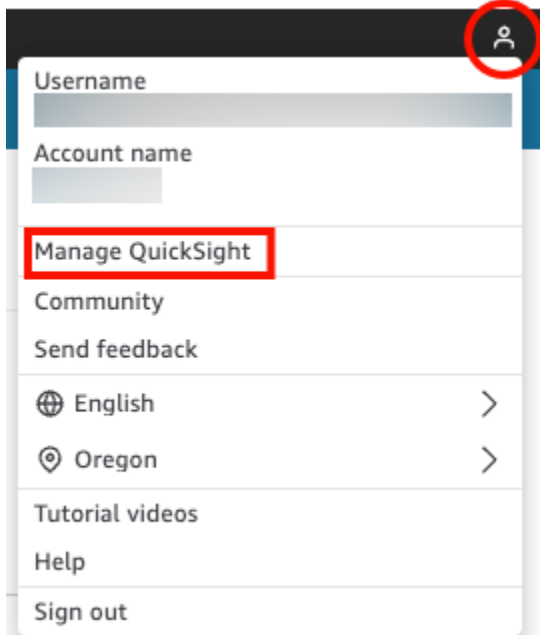 Username
Account name
Manage QuickSight
Community
Send feedback
English
Oregon
Tutorial videos
Help
Sign out